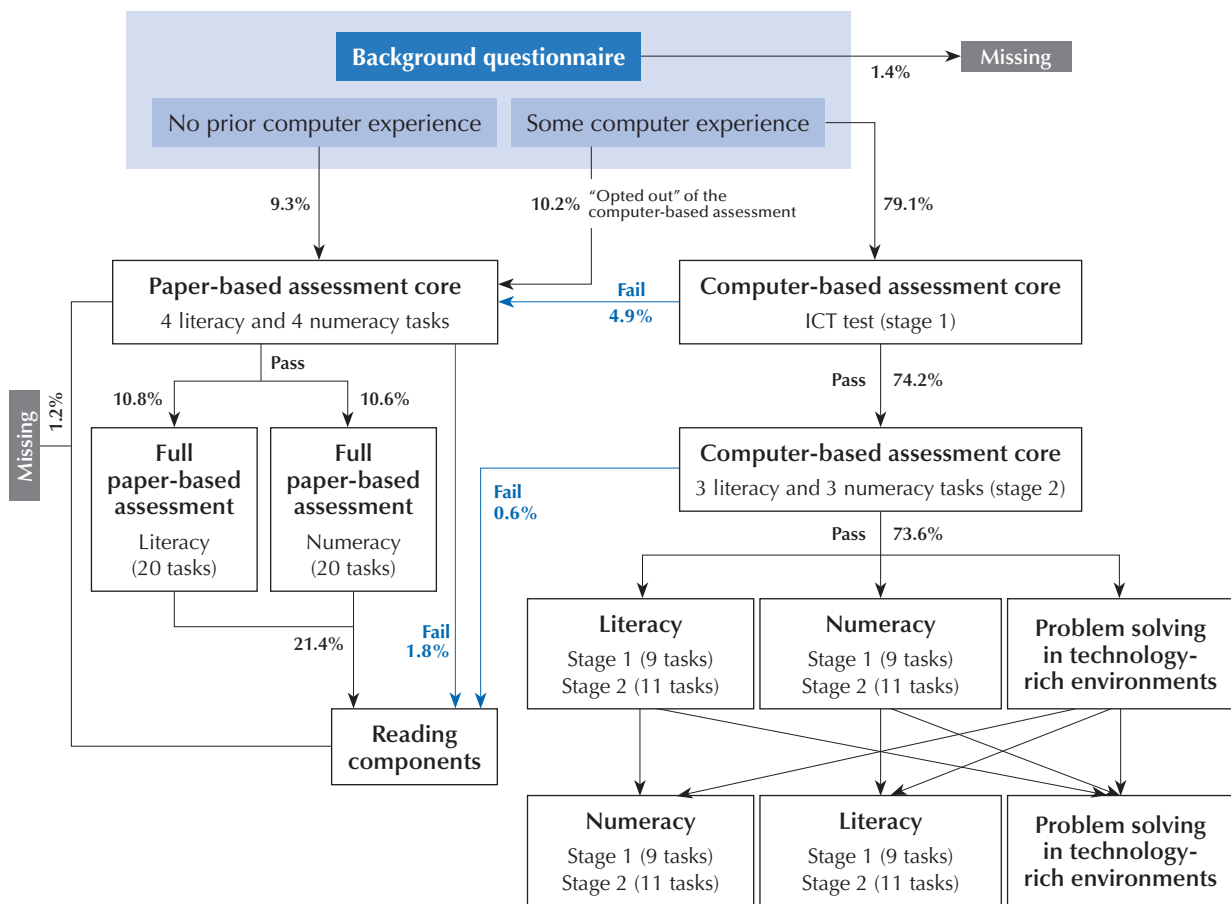 Background questionnaire
1.4%
Missing
No prior computer experience
Some computer experience
9.3%
10.2%
“Opted out” of the
computer-based assessment
79.1%
Paper-based assessment core
4 literacy and 4 numeracy tasks
Fail
4.9%
Computer-based assessment core
ICT test (stage 1)
Pass
Pass
74.2%
Missing
1.2%
10.8%
10.6%
Full
paper-based
assessment
Literacy
(20 tasks)
Full
paper-based
assessment
Numeracy
(20 tasks)
Computer-based assessment core
3 literacy and 3 numeracy tasks (stage 2)
Fail
0.6%
Pass
73.6%
21.4%
Fail
1.8%
Literacy
Stage 1 (9 tasks)
Stage 2 (11 tasks)
Numeracy
Stage 1 (9 tasks)
Stage 2 (11 tasks)
Problem solving
in technology-
rich environments
Reading
components
Numeracy
Stage 1 (9 tasks)
Stage 2 (11 tasks)
Literacy
Stage 1 (9 tasks)
Stage 2 (11 tasks)
Problem solving
in technology-
rich environments